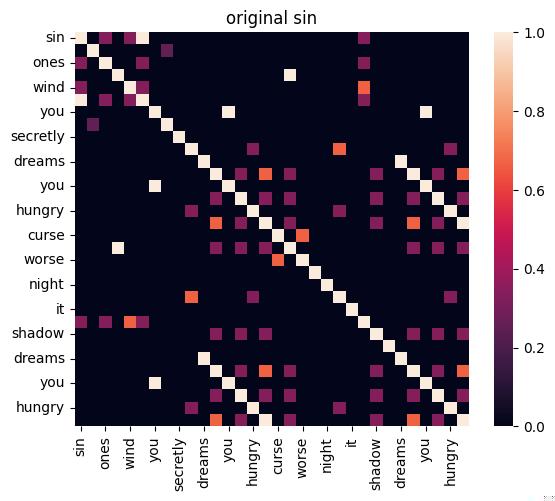 original sin
sin
ones
wind
you
secretly
dreams
you
hungry
curse
worse
night
it
shadow
dreams
you
hungry
1.0
0.8
0.6
0.4
0.2
0.0
sin
ones
wind
you
secretly
dreams
you
hungry
curse
worse
night
it
shadow
dreams
you
hungry